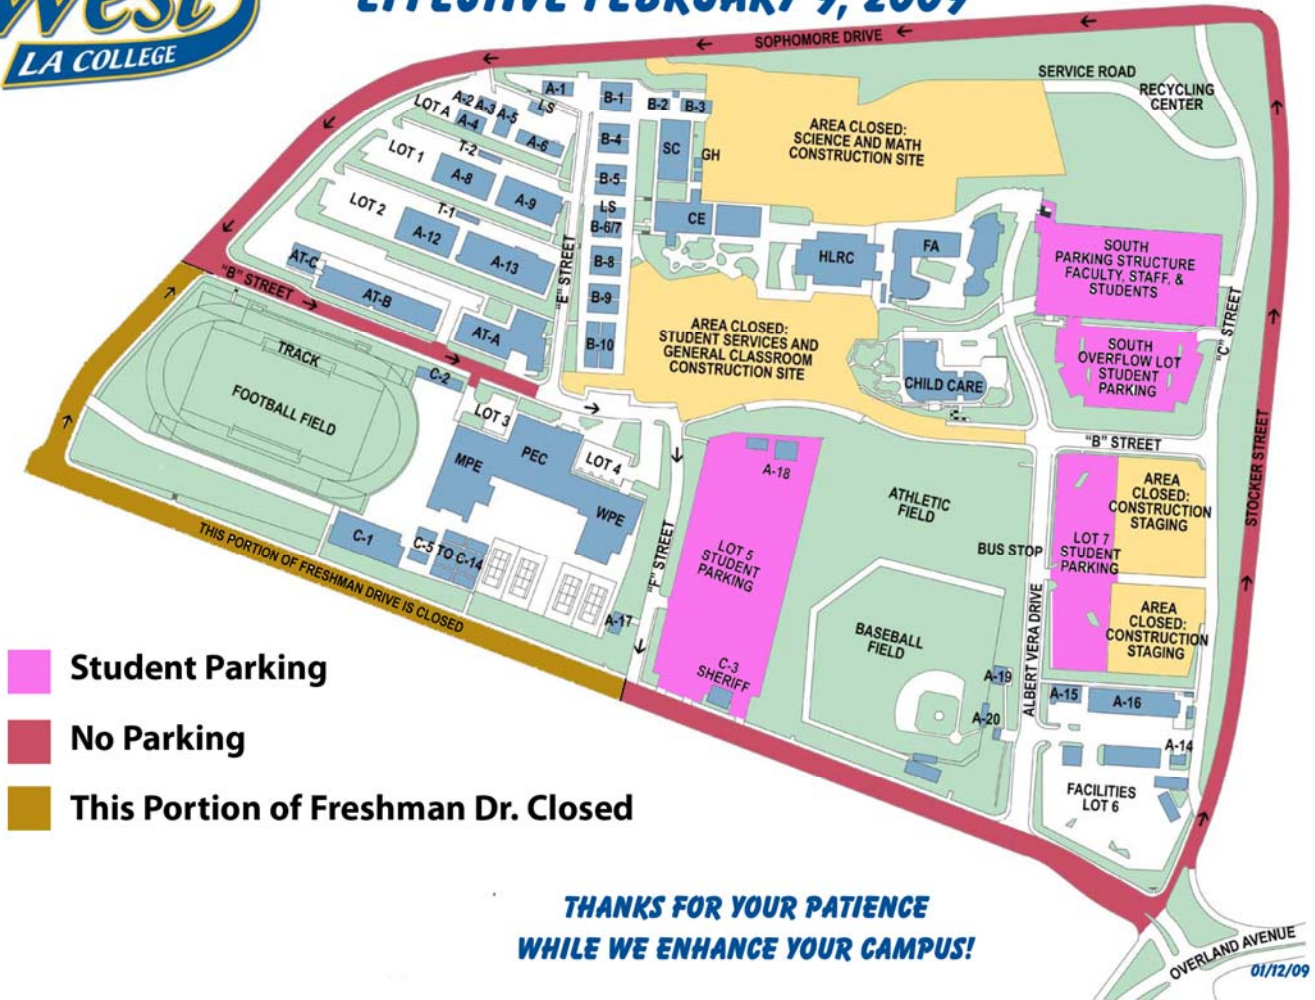 West
LA COLLEGE
EFFECTIVE FEBRUARY 9, 2009
SOPHOMORE DRIVE
SERVICE ROAD
RECYCLING
CENTER
A-1
LS
A-2
A-3
A-5
LOT A
A-4
A-6
B-1
B-2
B-3
B-4
SC
GH
AREA CLOSED:
SCIENCE AND MATH
CONSTRUCTION SITE
LOT 1
T-2
A-8
A-9
B-5
LS
B-6/7
CE
LOT 2
T-1
A-12
A-13
B-8
HLRC
FA
SOUTH
PARKING STRUCTURE
FACULTY, STAFF, &
STUDENTS
AT-C
"B" STREET
AT-B
"E" STREET
B-9
AT-A
B-10
AREA CLOSED:
STUDENT SERVICES AND
GENERAL CLASSROOM
CONSTRUCTION SITE
SOUTH
OVERFLOW LOT
STUDENT
PARKING
"C" STREET
TRACK
C-2
CHILD CARE
FOOTBALL FIELD
LOT 3
"B" STREET
STOCKER STREET
MPE
PEC
LOT 4
WPE
A-18
ATHLETIC
FIELD
AREA
CLOSED:
CONSTRUCTION
STAGING
C-1
C-5 TO C-14
"F" STREET
LOT 5
STUDENT
PARKING
BUS STOP
LOT 7
STUDENT
PARKING
THIS PORTION OF FRESHMAN DRIVE IS CLOSED
A-17
BASEBALL
FIELD
ALBERT VERA DRIVE
AREA
CLOSED:
CONSTRUCTION
STAGING
C-3
SHERIFF
A-19
A-20
A-15
A-16
A-14
FACILITIES
LOT 6
Student Parking
No Parking
This Portion of Freshman Dr. Closed
THANKS FOR YOUR PATIENCE
WHILE WE ENHANCE YOUR CAMPUS!
OVERLAND AVENUE
01/12/09